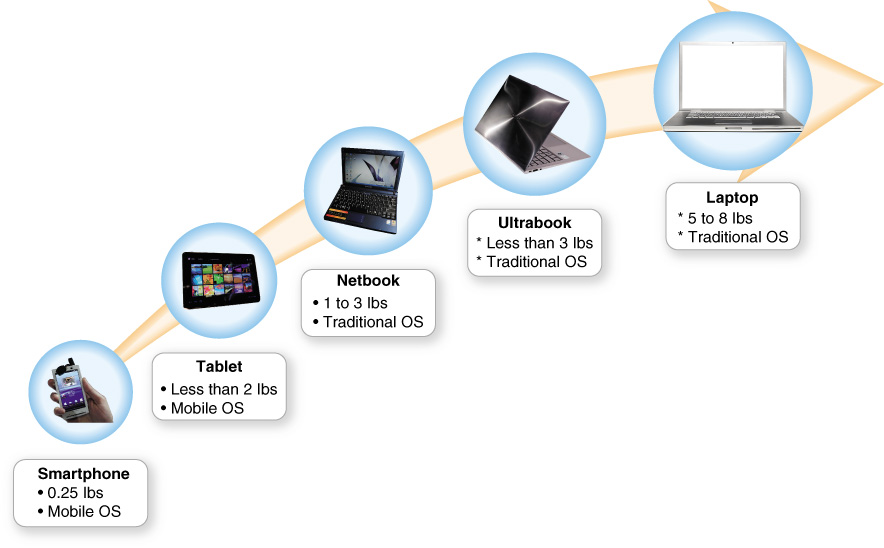 Smartphone
• 0.25 lbs
• Mobile OS
Tablet
• Less than 2 lbs
• Mobile OS
Netbook
• 1 to 3 lbs
• Traditional OS
Ultrabook
* Less than 3 lbs
* Traditional OS
Laptop
* 5 to 8 lbs
* Traditional OS